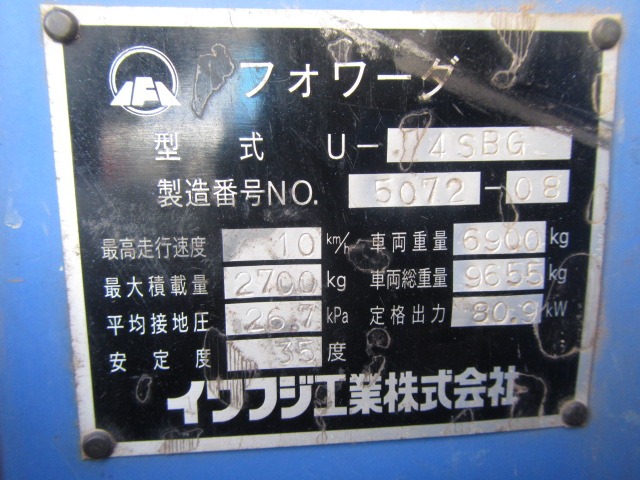 フォワーダ
型式 U-4SBG
製造番号NO. 5072-08
最高走行速度 10 km/h 車両重量 6900 kg
最大積載量 2700 kg 車両総重量 9655 kg
平均接地圧 26.7 kPa 定格出力 80.9 kW
安定度 35 度
イワフジ工業株式会社